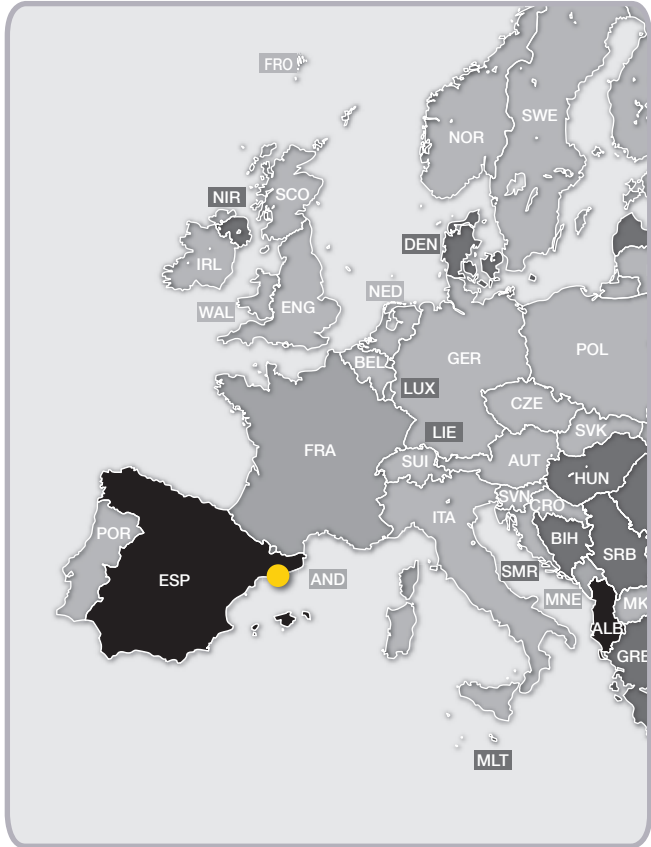 FRO
SWE
NOR
NIR
SCO
DEN
IRL
NED
ENG
WAL
POL
GER
BEL
LUX
CZE
LIE
SVK
FRA
SUI
AUT
HUN
SVN
CRO
ITA
POR
BIH
SRB
SMR
ESP
AND
MNE
MK
ALB
GRE
MLT